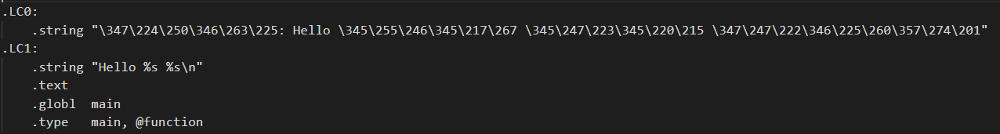 .LC0:
.string "\347\224\250\346\263\225: Hello \345\255\246\345\217\267 \345\247\223\345\220\215 \347\247\222\346\225\260\357\274\201"
.LC1:
.string "Hello %s %s\n"
.text
.globl main
.type main, @function